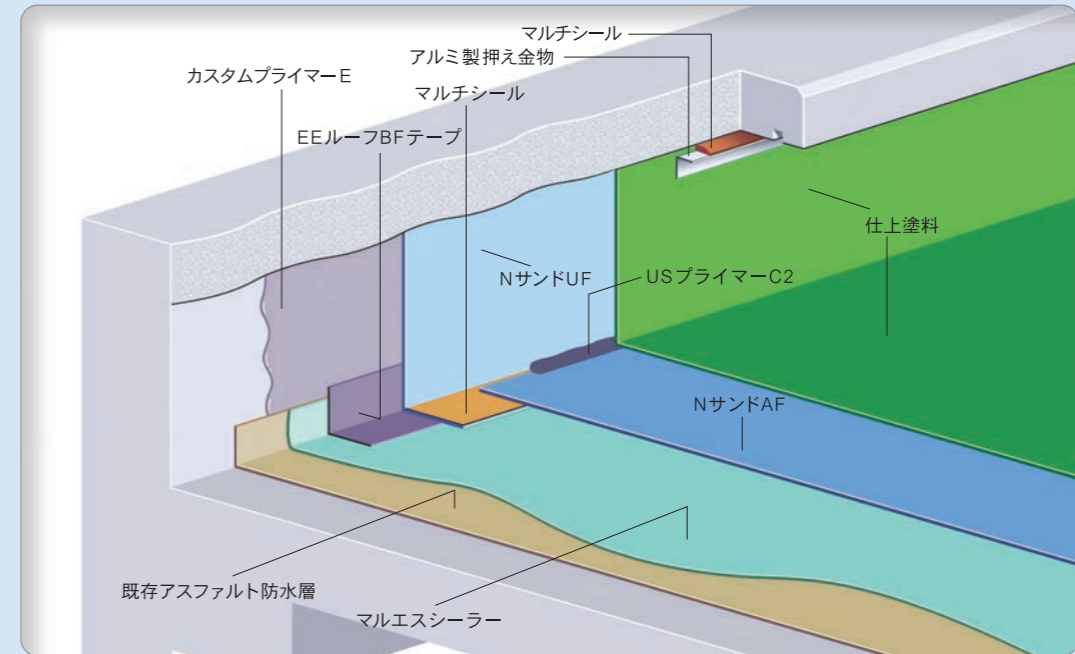 マルチシール
アルミ製押え金物
カスタムプライマーE
マルチシール
EEルーフBFテープ
仕上塗料
NサンドUF
USプライマーC2
NサンドAF
既存アスファルト防水層
マルエスシーラー